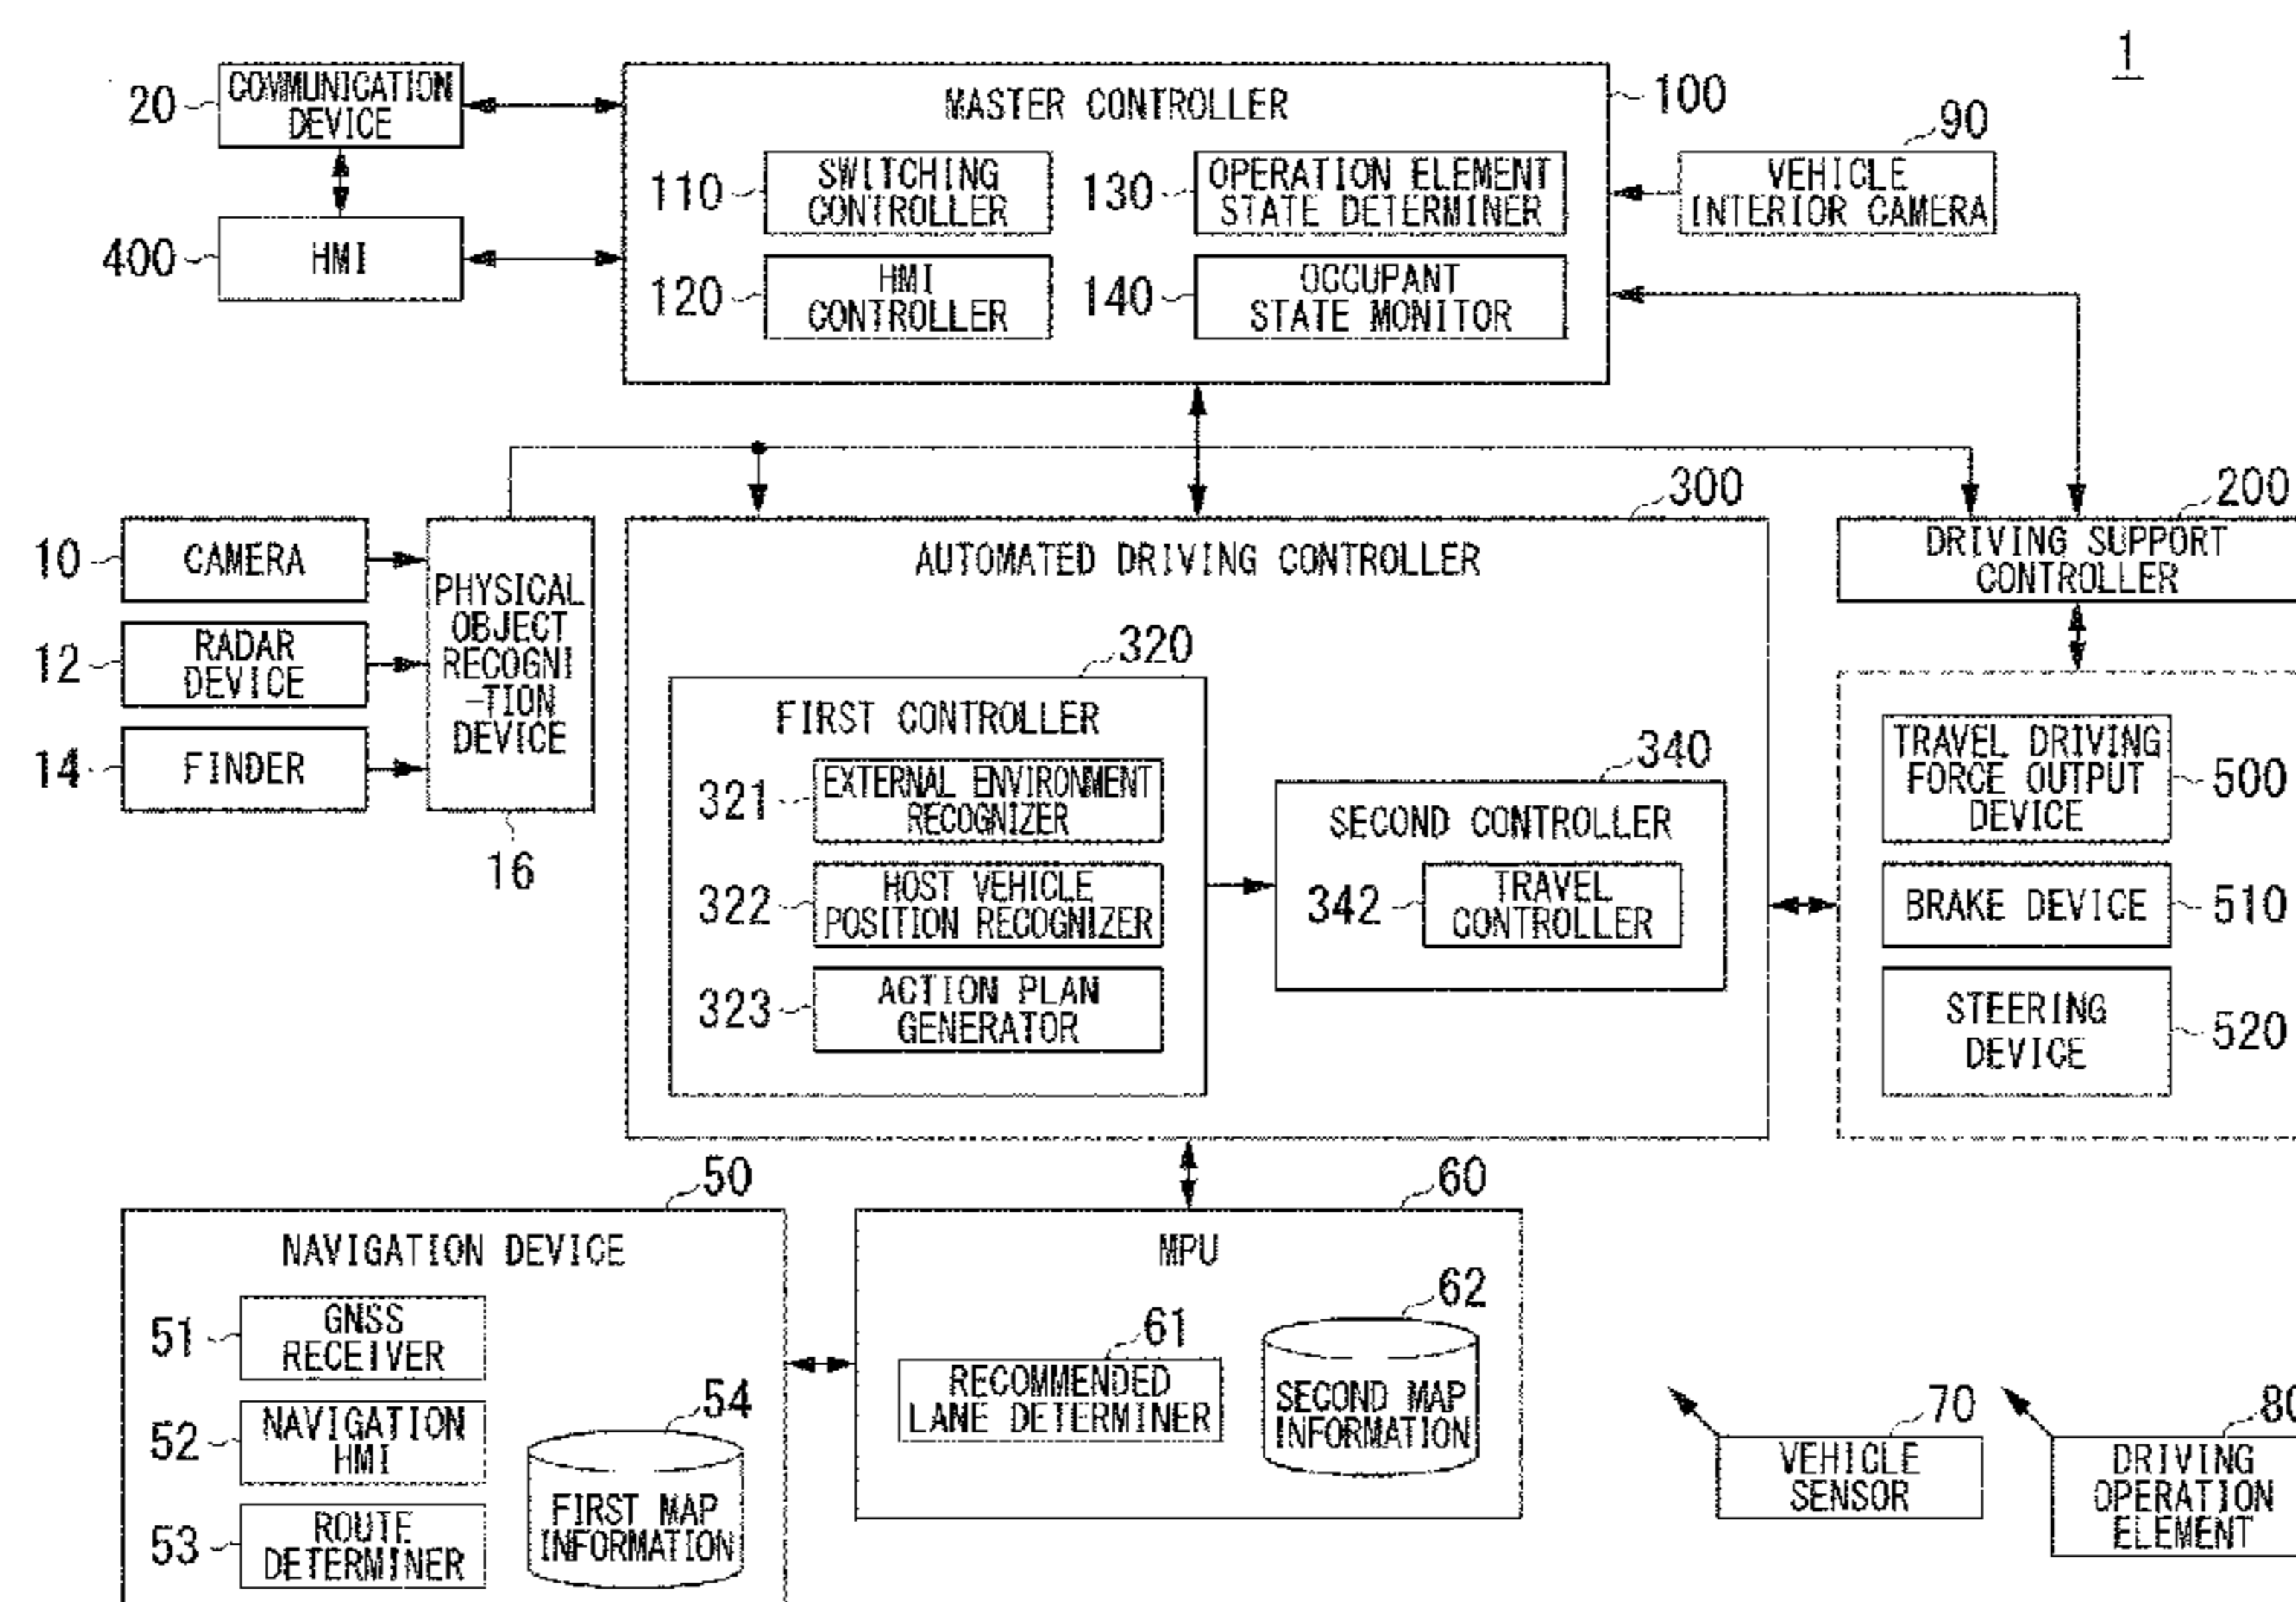 1
20
COMMUNICATION
DEVICE
400
HMI
MASTER CONTROLLER
100
110
SWITCHING
CONTROLLER
120
HMI
CONTROLLER
130
OPERATION ELEMENT
STATE DETERMINER
140
OCCUPANT
STATE MONITOR
90
VEHICLE
INTERIOR CAMERA
10
CAMERA
12
RADAR
DEVICE
14
FINDER
PHYSICAL
OBJECT
RECOGNI
-TION
DEVICE
16
300
AUTOMATED DRIVING CONTROLLER
320
FIRST CONTROLLER
321
EXTERNAL ENVIRONMENT
RECOGNIZER
322
HOST VEHICLE
POSITION RECOGNIZER
323
ACTION PLAN
GENERATOR
340
SECOND CONTROLLER
342
TRAVEL
CONTROLLER
200
DRIVING SUPPORT
CONTROLLER
TRAVEL DRIVING
FORCE OUTPUT
DEVICE
500
BRAKE DEVICE
510
STEERING
DEVICE
520
50
NAVIGATION DEVICE
51
GNSS
RECEIVER
52
NAVIGATION
HMI
53
ROUTE
DETERMINER
54
FIRST MAP
INFORMATION
60
MPU
61
RECOMMENDED
LANE DETERMINER
62
SECOND MAP
INFORMATION
70
VEHICLE
SENSOR
80
DRIVING
OPERATION
ELEMENT